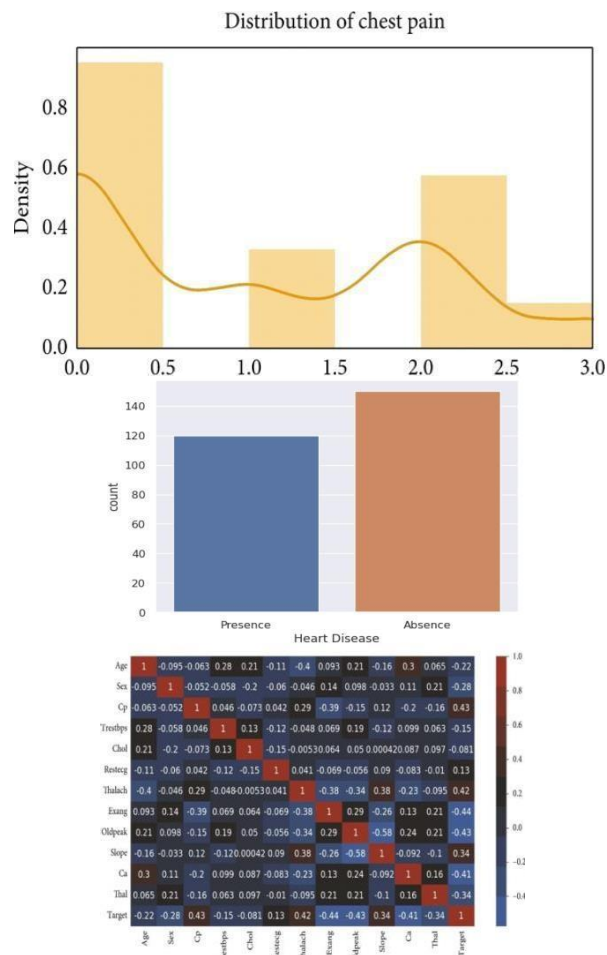 Distribution of chest pain
Density
0.8
0.6
0.4
0.2
0.0
0.0 0.5 1.0 1.5 2.0 2.5 3.0
count
140
120
100
80
60
40
20
0
Presence Absence
Heart Disease
Age 1 -0.095 -0.063 0.28 0.21 -0.11 -0.4 0.093 0.21 -0.16 0.3 0.065 -0.22
Sex -0.095 1 -0.052 -0.058 -0.2 -0.06 -0.046 0.14 0.098 -0.033 0.11 0.21 -0.28
Cp -0.063 -0.052 1 0.046 -0.073 0.042 0.29 -0.39 -0.15 0.12 -0.2 -0.16 0.43
Trestbps 0.28 -0.058 0.046 1 0.13 -0.12 -0.048 0.069 0.19 -0.12 0.099 0.063 -0.15
Chol 0.21 -0.2 -0.073 0.13 1 -0.15 -0.0053 0.064 0.05 0.00042 0.087 0.097 -0.081
Restecg -0.11 -0.06 0.042 -0.12 -0.15 1 0.041 -0.069 -0.056 0.09 -0.083 -0.01 0.13
Thalach -0.4 -0.046 0.29 -0.048 -0.0053 0.041 1 -0.38 -0.34 0.38 -0.23 -0.095 0.42
Exang 0.093 0.14 -0.39 0.069 0.064 -0.069 -0.38 1 0.29 -0.26 0.13 0.21 -0.44
Oldpeak 0.21 0.098 -0.15 0.19 0.05 -0.056 -0.34 0.29 1 -0.58 0.24 0.21 -0.43
Slope -0.16 -0.033 0.12 -0.12 0.00042 0.09 0.38 -0.26 -0.58 1 -0.092 -0.1 0.34
Ca 0.3 0.11 -0.2 0.099 0.087 -0.083 -0.23 0.13 0.24 -0.092 1 0.16 -0.41
Thal 0.065 0.21 -0.16 0.063 0.097 -0.01 -0.095 0.21 0.21 -0.1 0.16 1 -0.34
Target -0.22 -0.28 0.43 -0.15 -0.081 0.13 0.42 -0.44 -0.43 0.34 -0.41 -0.34 1
Age Sex Cp restbps Chol Restecg halach Exang ldpeak Slope Ca Thal Target
1.0
0.8
0.6
0.4
0.2
0.0
-0.2
-0.4